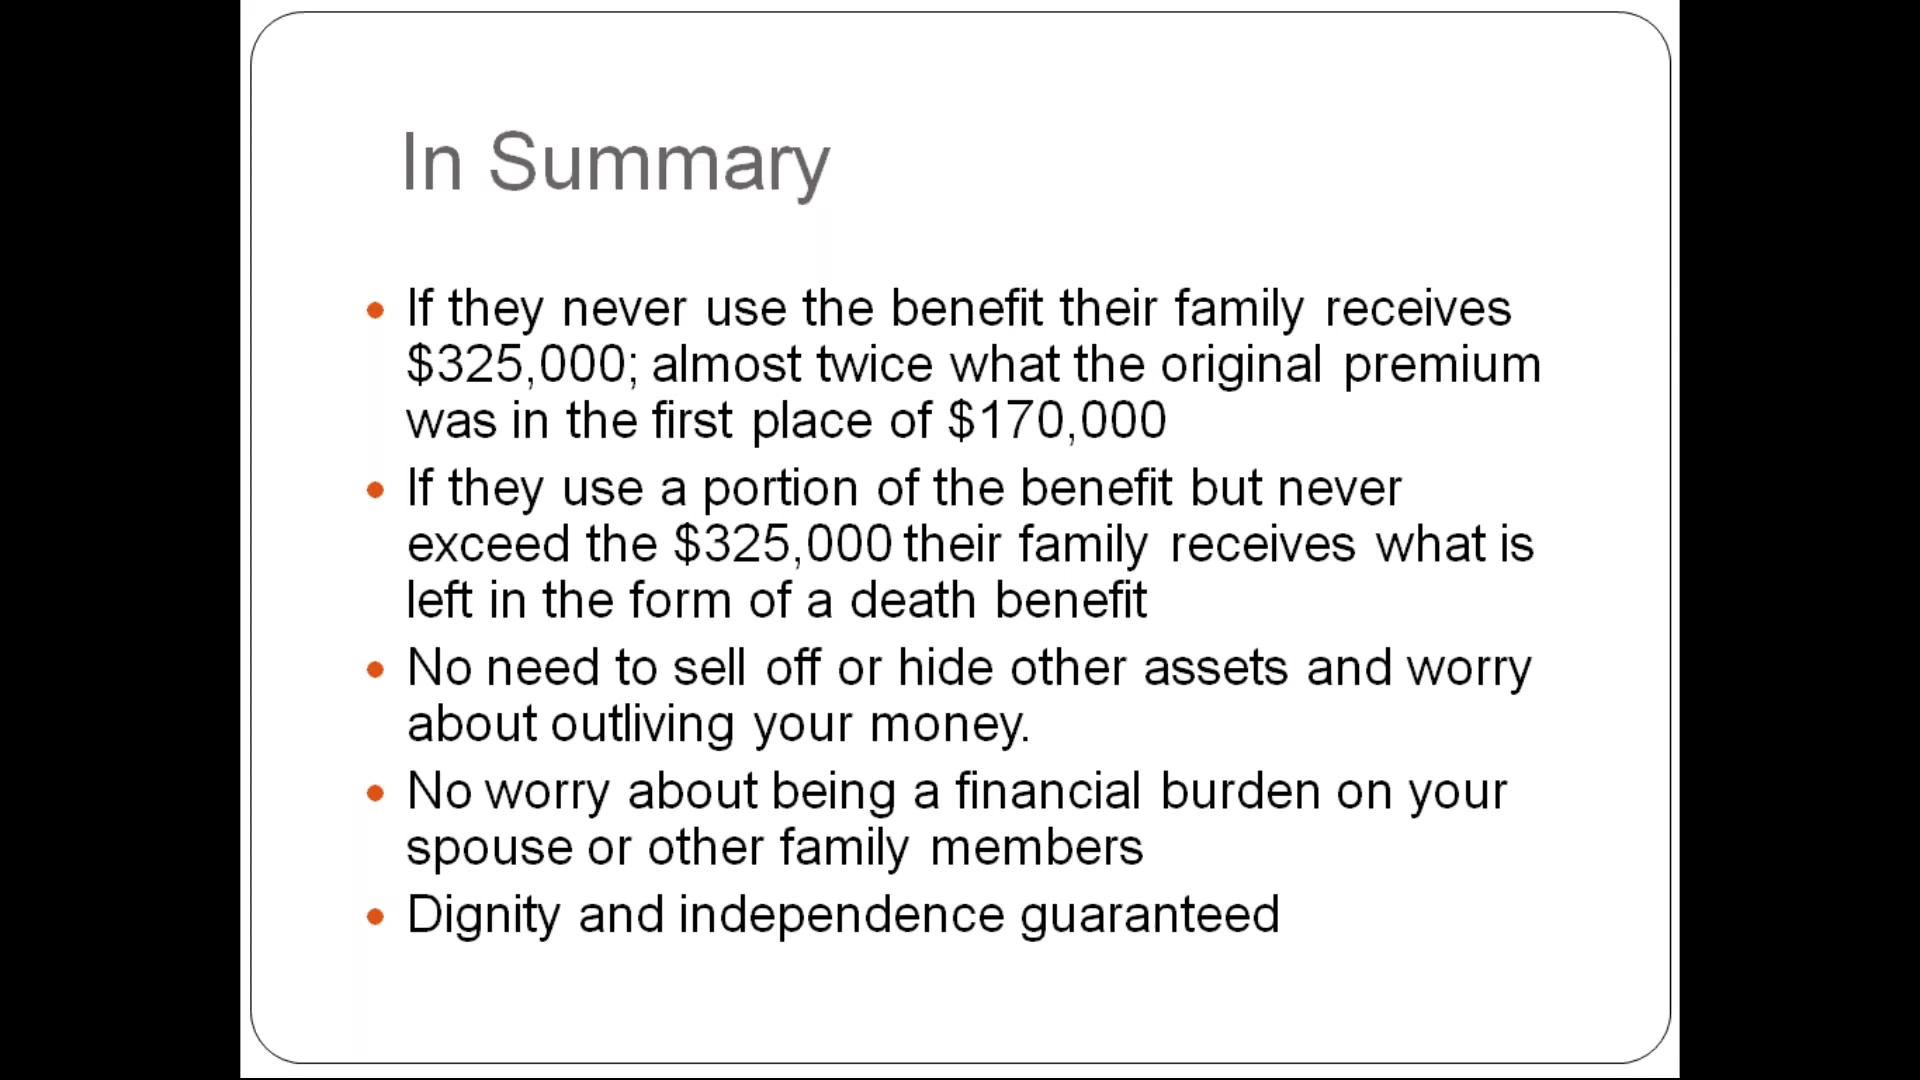 In Summary
• If they never use the benefit their family receives
$325,000; almost twice what the original premium
was in the first place of $170,000
• If they use a portion of the benefit but never
exceed the $325,000 their family receives what is
left in the form of a death benefit
• No need to sell off or hide other assets and worry
about outliving your money.
• No worry about being a financial burden on your
spouse or other family members
• Dignity and independence guaranteed